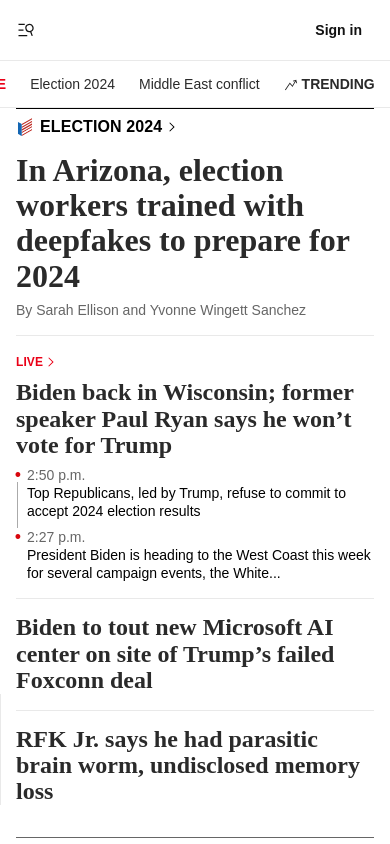 Sign in
E
Election 2024
Middle East conflict
TRENDING
ELECTION 2024
In Arizona, election
workers trained with
deepfakes to prepare for
2024
By Sarah Ellison and Yvonne Wingett Sanchez
LIVE
Biden back in Wisconsin; former
speaker Paul Ryan says he won’t
vote for Trump
2:50 p.m.
Top Republicans, led by Trump, refuse to commit to
accept 2024 election results
2:27 p.m.
President Biden is heading to the West Coast this week
for several campaign events, the White...
Biden to tout new Microsoft AI
center on site of Trump’s failed
Foxconn deal
RFK Jr. says he had parasitic
brain worm, undisclosed memory
loss